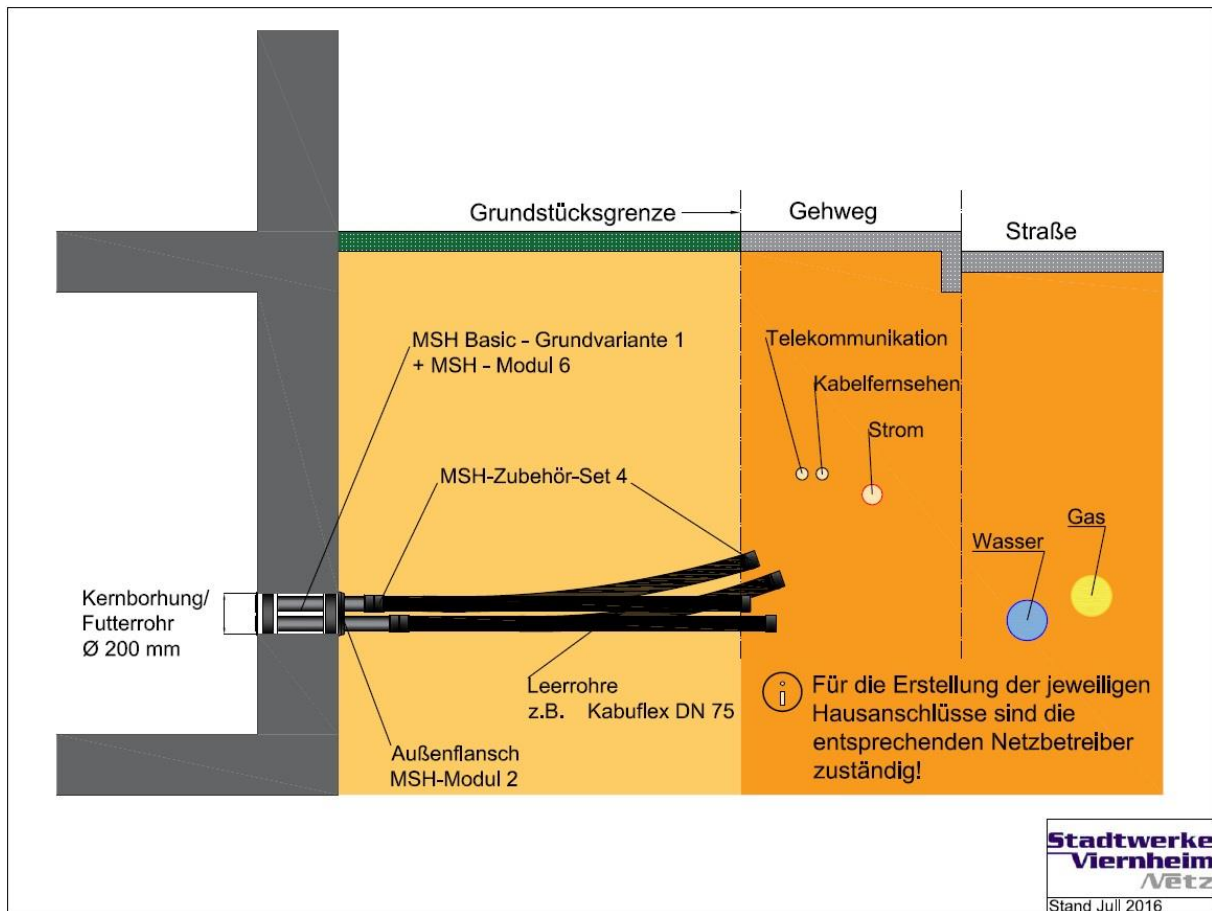 Grundstücksgrenze
Gehweg
Straße
MSH Basic - Grundvariante 1
+ MSH - Modul 6
Telekommunikation
Kabelfernsehen
Strom
MSH-Zubehör-Set 4
Gas
Wasser
Kernborhung/
Futterrohr
Ø 200 mm
Leerrohre
z.B. Kabuflex DN 75
Außenflansch
MSH-Modul 2
i Für die Erstellung der jeweiligen
Hausanschlüsse sind die
entsprechenden Netzbetreiber
zuständig!
Stadtwerke
Viernheim
Netz
Stand Juli 2016